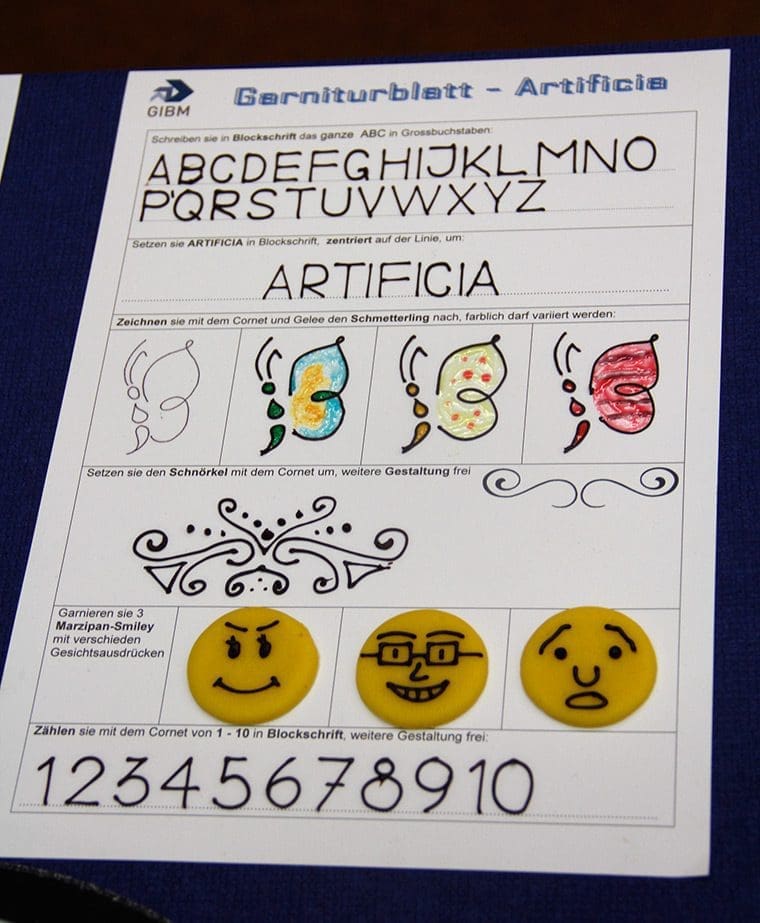 GIBM
Garniturblatt - Artificia
Schreiben sie in Blockschrift das ganze ABC in Grossbuchstaben:
ABCDEFGHIJKLMNO
PQRSTUVWXYZ
Setzen sie ARTIFICIA in Blockschrift, zentriert auf der Linie, um:
ARTIFICIA
Zeichnen sie mit dem Cornet und Gelee den Schmetterling nach, farblich darf variiert werden:
Setzen sie den Schnörkel mit dem Cornet um, weitere Gestaltung frei
Garnieren sie 3
Marzipan-Smiley
mit verschieden
Gesichtsausdrücken
Zählen sie mit dem Cornet von 1 - 10 in Blockschrift, weitere Gestaltung frei:
12345678910